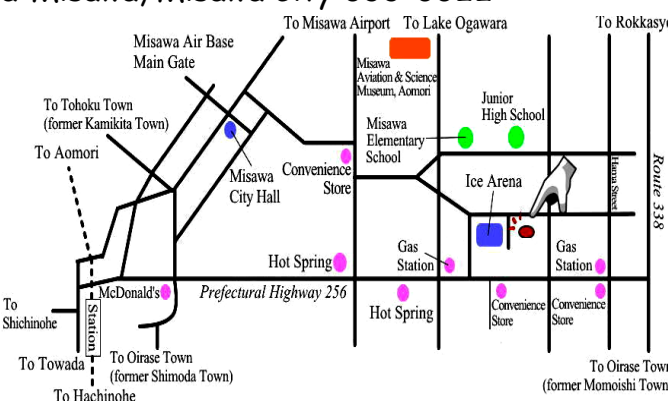 To Misawa Airport
To Lake Ogawara
To Rokkasyo
Misawa Air Base
Main Gate
Misawa
Aviation & Science
Museum, Aomori
To Tohoku Town
(former Kamikita Town)
Junior
High School
Misawa
Elementary
School
To Aomori
Convenience
Store
Misawa
City Hall
Ice Arena
Hama Street
Route 338
Hot Spring
Gas
Station
Gas
Station
McDonald's
Prefectural Highway 256
To
Shichinohe
Station
Hot Spring
Convenience
Store
Convenience
Store
To Towada
To Oirase Town
(former Shimoda Town)
To Oirase Town
(former Momoishi Town
To Hachinohe